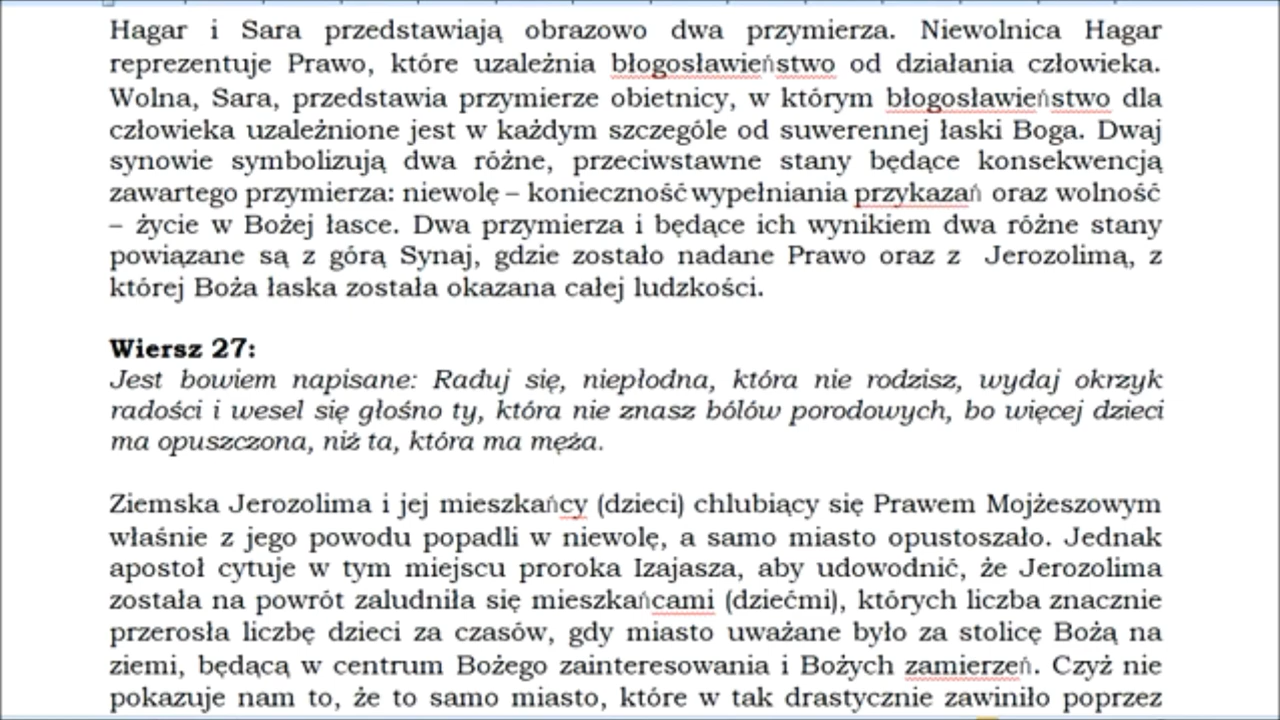 Hagar i Sara przedstawiają obrazowo dwa przymierza. Niewolnica Hagar
reprezentuje Prawo, które uzależnia błogosławieństwo od działania człowieka.
Wolna, Sara, przedstawia przymierze obietnicy, w którym błogosławieństwo dla
człowieka uzależnione jest w każdym szczególe od suwerennej łaski Boga. Dwaj
synowie symbolizują dwa różne, przeciwstawne stany będące konsekwencją
zawartego przymierza: niewolę – konieczność wypełniania przykazań oraz wolność
– życie w Bożej łasce. Dwa przymierza i będące ich wynikiem dwa różne stany
powiązane są z górą Synaj, gdzie zostało nadane Prawo oraz z  Jerozolimą, z
której Boża łaska została okazana całej ludzkości.
Wiersz 27:
Jest bowiem napisane: Raduj się, niepłodna, która nie rodzisz, wydaj okrzyk
radości i wesel się głośno ty, która nie znasz bólów porodowych, bo więcej dzieci
ma opuszczona, niż ta, która ma męża.
Ziemska Jerozolima i jej mieszkańcy (dzieci) chlubiący się Prawem Mojżeszowym
właśnie z jego powodu popadli w niewolę, a samo miasto opustoszało. Jednak
apostoł cytuje w tym miejscu proroka Izajasza, aby udowodnić, że Jerozolima
została na powrót zaludniła się mieszkańcami (dziećmi), których liczba znacznie
przerosła liczbę dzieci za czasów, gdy miasto uważane było za stolicę Bożą na
ziemi, będącą w centrum Bożego zainteresowania i Bożych zamierzeń. Czyż nie
pokazuje nam to, że to samo miasto, które w tak drastycznie zawiniło poprzez